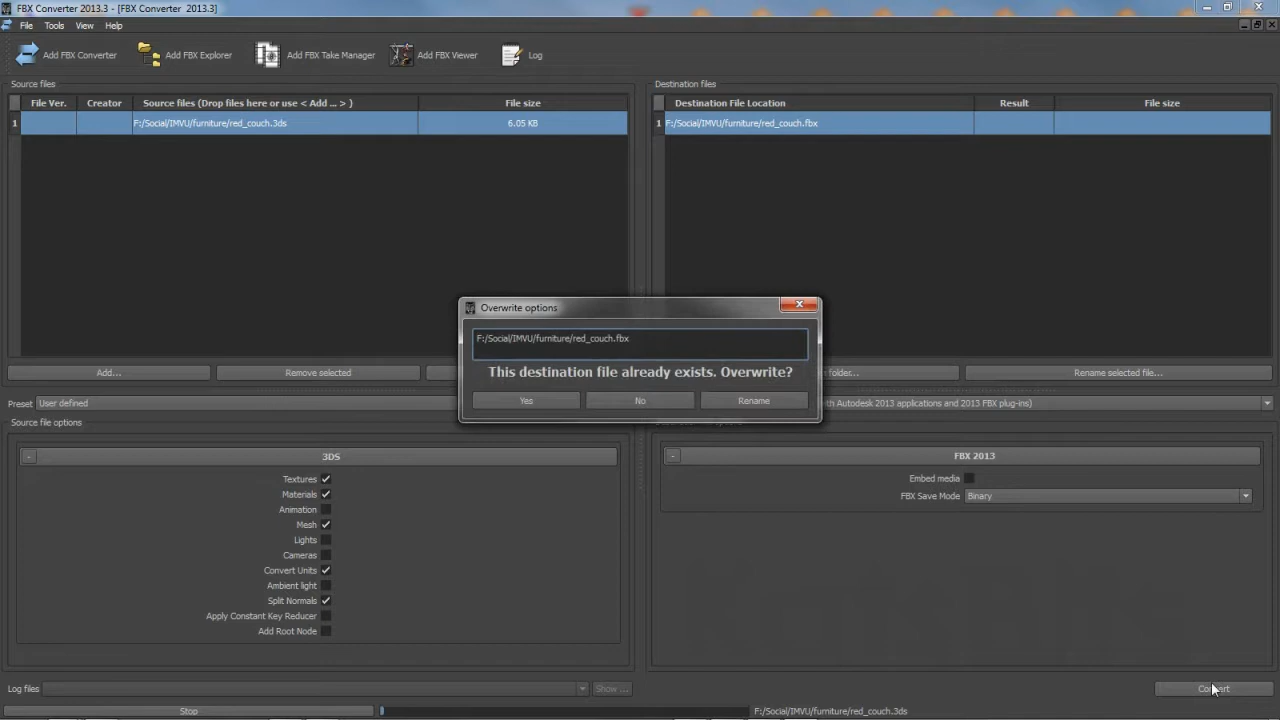 FBX Converter 2013.3 - [FBX Converter  2013.3]
File Tools View Help
Add FBX Converter Add FBX Explorer Add FBX Take Manager Add FBX Viewer Log
Source files
File Ver. Creator Source files (Drop files here or use < Add ... > ) File size
1 F:/Social/IMVU/furniture/red_couch.3ds 6.05 KB
Destination files
Destination File Location Result File size
1 F:/Social/IMVU/furniture/red_couch.fbx
Overwrite options
F:/Social/IMVU/furniture/red_couch.fbx
This destination file already exists. Overwrite?
Yes No Rename
Add... Remove selected folder... Rename selected file...
Preset User defined
with Autodesk 2013 applications and 2013 FBX plug-ins)
Source file options
- 3DS
Textures
Materials
Animation
Mesh
Lights
Cameras
Convert Units
Ambient light
Split Normals
Apply Constant Key Reducer
Add Root Node
- FBX 2013
Embed media
FBX Save Mode Binary
Log files Show ... Convert
Stop F:/Social/IMVU/furniture/red_couch.3ds